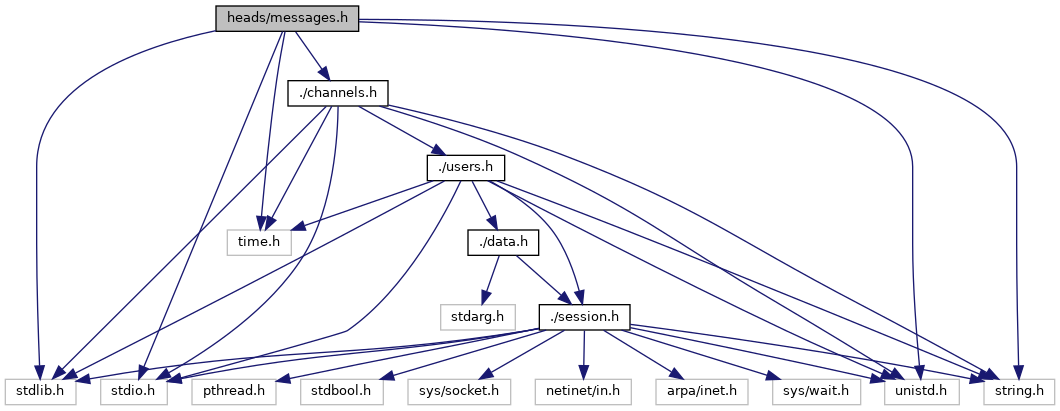 heads/messages.h
./channels.h
./users.h
time.h
./data.h
stdarg.h
./session.h
stdlib.h
stdio.h
pthread.h
stdbool.h
sys/socket.h
netinet/in.h
arpa/inet.h
sys/wait.h
unistd.h
string.h